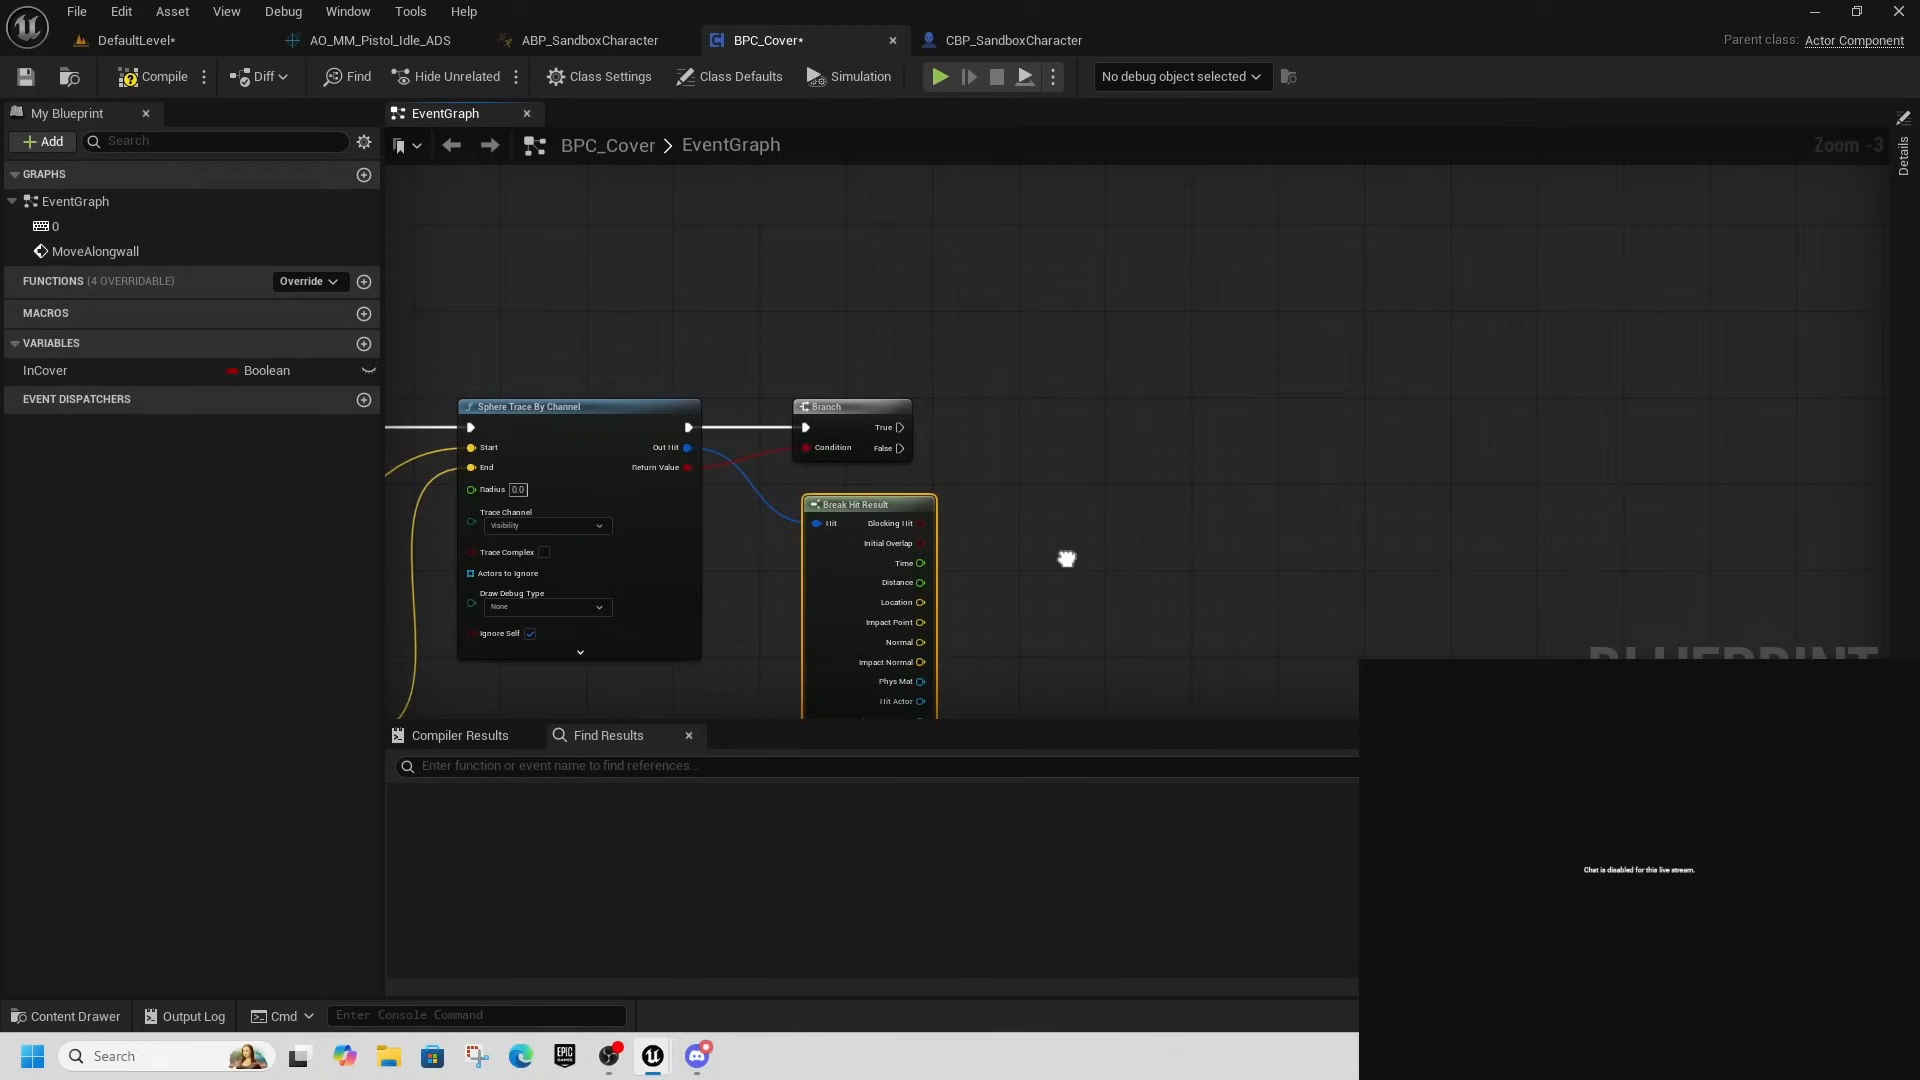 File Edit Asset View Debug Window Tools Help
DefaultLevel* AO_MM_Pistol_Idle_ADS ABP_SandboxCharacter BPC_Cover* CBP_SandboxCharacter Parent class: Actor Component
Compile Diff Find Hide Unrelated Class Settings Class Defaults Simulation No debug object selected
My Blueprint
Add Search
GRAPHS
EventGraph
0
MoveAlongwall
FUNCTIONS (4 OVERRIDABLE) Override
MACROS
VARIABLES
InCover Boolean
EVENT DISPATCHERS
EventGraph
BPC_Cover > EventGraph Zoom -3
Details
Sphere Trace By Channel
Start Out Hit
End Return Value
Radius 0.0
Trace Channel
Visibility
Trace Complex
Actors to Ignore
Draw Debug Type
None
Ignore Self
Branch
True
Condition False
Break Hit Result
Hit Blocking Hit
Initial Overlap
Time
Distance
Location
Impact Point
Normal
Impact Normal
Phys Mat
Hit Actor
BLUEPRINT
Compiler Results Find Results
Enter function or event name to find references...
Chat is disabled for this live stream.
Content Drawer Output Log Cmd Enter Console Command
Search
EPIC
GAMES